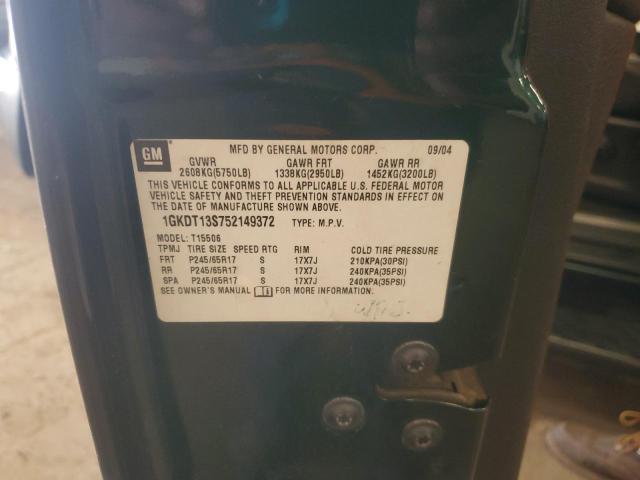 GM
MFD BY GENERAL MOTORS CORP. 09/04
GVWR GAWR FRT GAWR RR
2608KG(5750LB) 1338KG(2950LB) 1452KG(3200LB)
THIS VEHICLE CONFORMS TO ALL APPLICABLE U.S. FEDERAL MOTOR
VEHICLE SAFETY AND THEFT PREVENTION STANDARDS IN EFFECT ON
THE DATE OF MANUFACTURE SHOWN ABOVE.
1GKDT13S752149372 TYPE: M.P.V.
MODEL: T15506
TPMJ TIRE SIZE SPEED RTG RIM COLD TIRE PRESSURE
FRT P245/65R17 S 17X7J 210KPA(30PSI)
RR P245/65R17 S 17X7J 240KPA(35PSI)
SPA P245/65R17 S 17X7J 240KPA(35PSI)
SEE OWNER'S MANUAL FOR MORE INFORMATION.